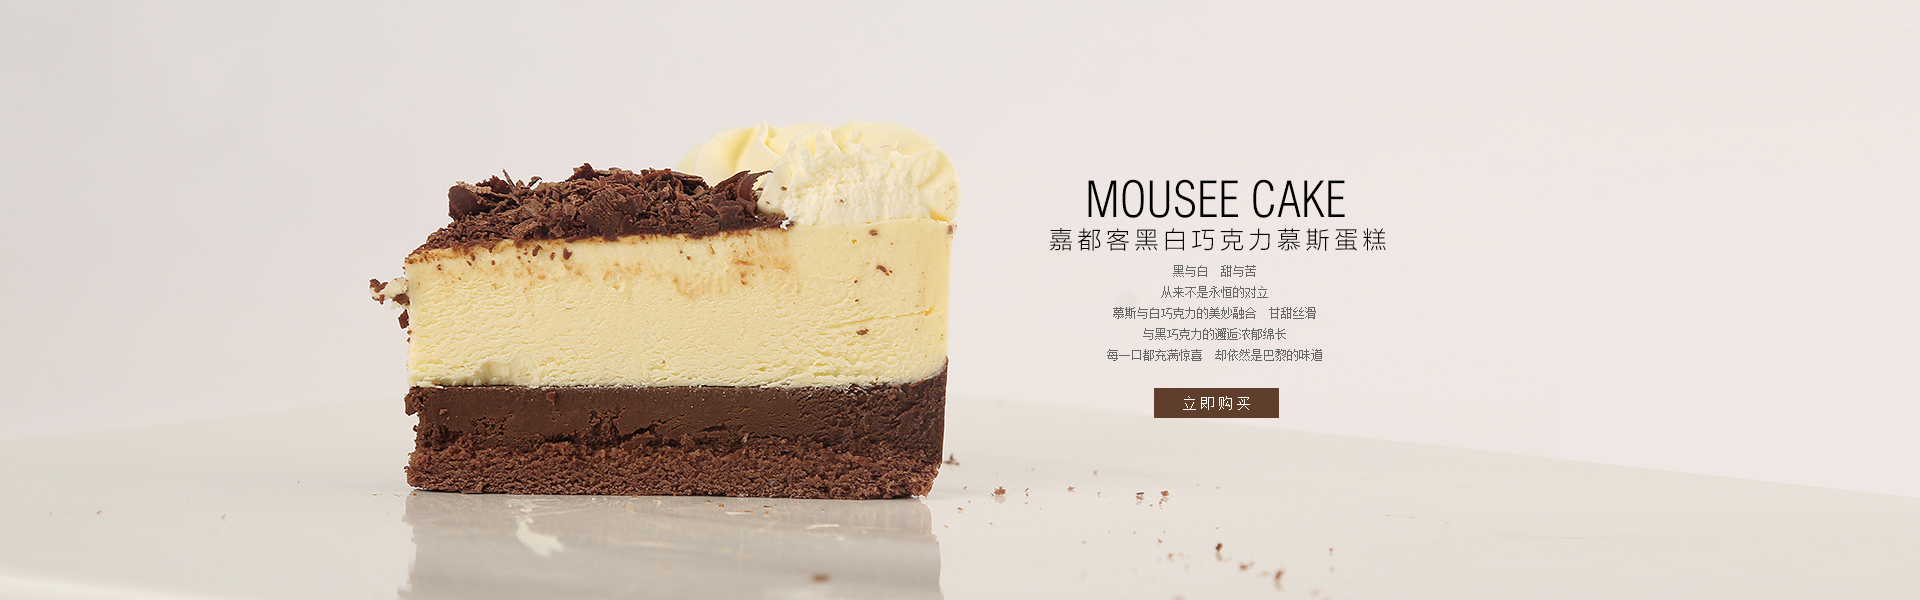 MOUSEE CAKE
嘉都客黑白巧克力慕斯蛋糕
黑与白 甜与苦
从来不是永恒的对立
慕斯与白巧克力的美妙融合 甘甜丝滑
与黑巧克力的邂逅浓郁绵长
每一口都充满惊喜 却依然是巴黎的味道
立即购买